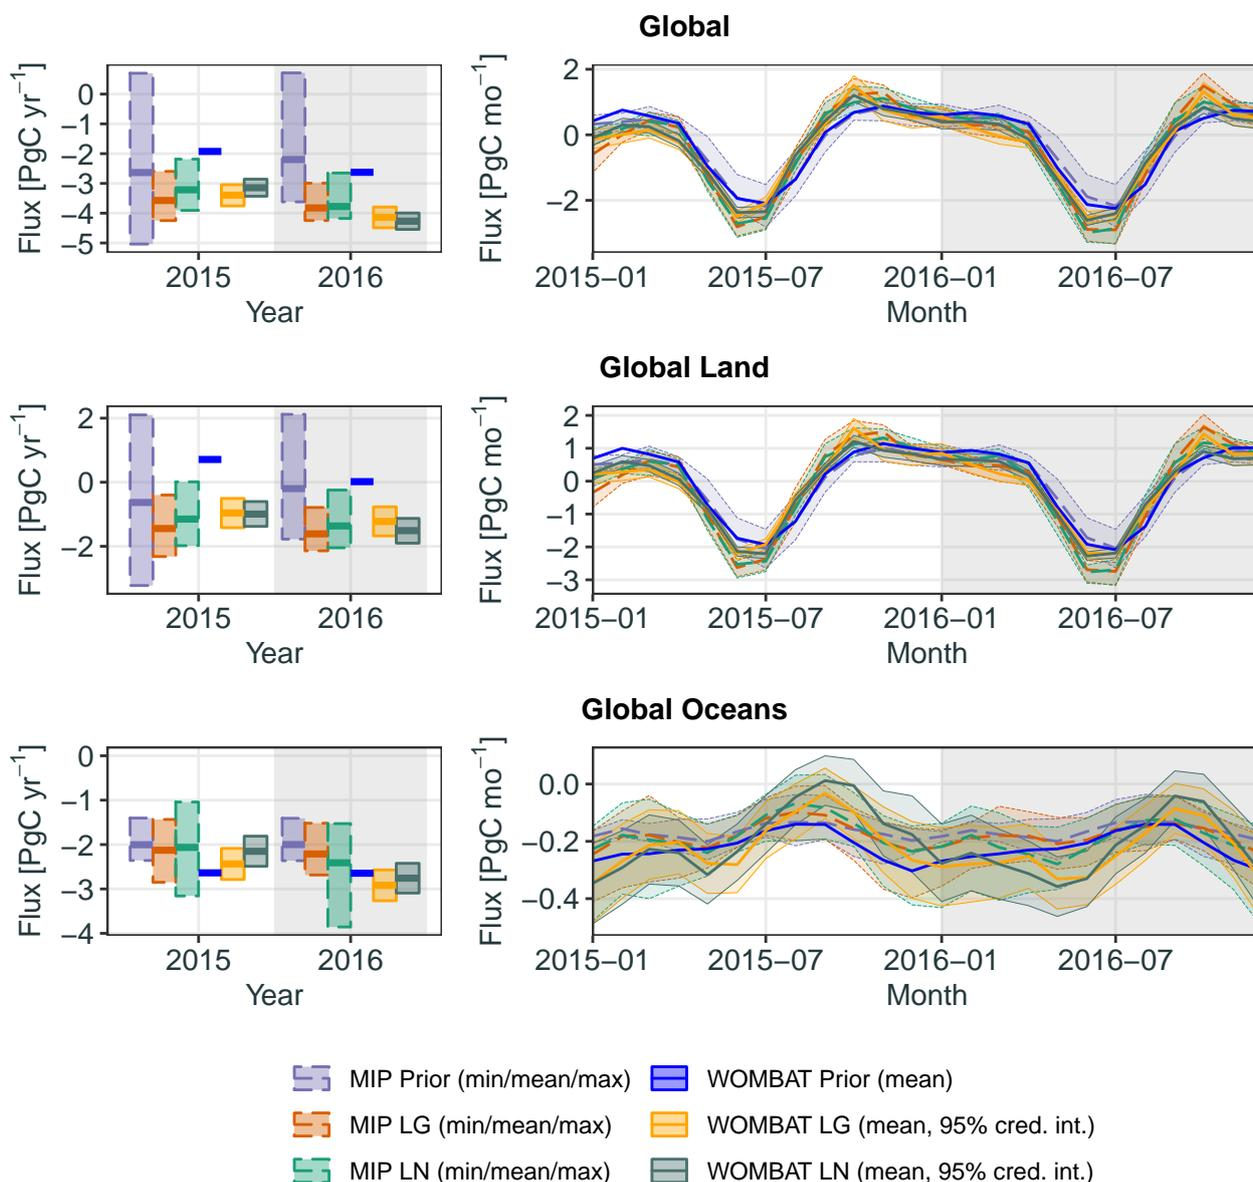 Global
Flux [PgC yr−1]
0
−1
−2
−3
−4
−5
2015 2016
Year
Flux [PgC mo−1]
2
0
−2
2015−01 2015−07 2016−01 2016−07
Month
Global Land
Flux [PgC yr−1]
2
0
−2
2015 2016
Year
Flux [PgC mo−1]
2
1
0
−1
−2
−3
2015−01 2015−07 2016−01 2016−07
Month
Global Oceans
Flux [PgC yr−1]
0
−1
−2
−3
−4
2015 2016
Year
Flux [PgC mo−1]
0.0
−0.2
−0.4
2015−01 2015−07 2016−01 2016−07
Month
MIP Prior (min/mean/max) WOMBAT Prior (mean)
MIP LG (min/mean/max) WOMBAT LG (mean, 95% cred. int.)
MIP LN (min/mean/max) WOMBAT LN (mean, 95% cred. int.)